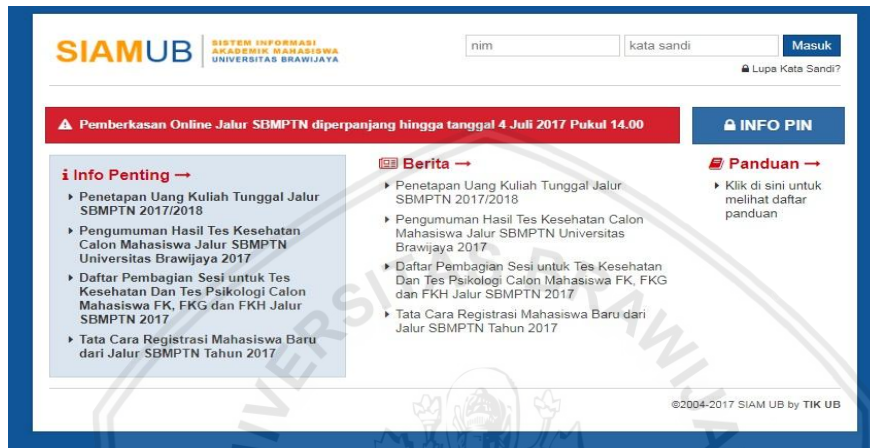 SIAMUB
SISTEM INFORMASI
AKADEMIK MAHASISWA
UNIVERSITAS BRAWIJAYA
nim
kata sandi
Masuk
Lupa Kata Sandi?
Pemberkasan Online Jalur SBMPTN diperpanjang hingga tanggal 4 Juli 2017 Pukul 14.00
INFO PIN
Info Penting →
Penetapan Uang Kuliah Tunggal Jalur
SBMPTN 2017/2018
Pengumuman Hasil Tes Kesehatan
Calon Mahasiswa Jalur SBMPTN
Universitas Brawijaya 2017
Daftar Pembagian Sesi untuk Tes
Kesehatan Dan Tes Psikologi Calon
Mahasiswa FK, FKG dan FKH Jalur
SBMPTN 2017
Tata Cara Registrasi Mahasiswa Baru
dari Jalur SBMPTN Tahun 2017
Berita →
Penetapan Uang Kuliah Tunggal Jalur
SBMPTN 2017/2018
Pengumuman Hasil Tes Kesehatan Calon
Mahasiswa Jalur SBMPTN Universitas
Brawijaya 2017
Daftar Pembagian Sesi untuk Tes Kesehatan
Dan Tes Psikologi Calon Mahasiswa FK, FKG
dan FKH Jalur SBMPTN 2017
Tata Cara Registrasi Mahasiswa Baru dari
Jalur SBMPTN Tahun 2017
Panduan →
Klik di sini untuk
melihat daftar
panduan
©2004-2017 SIAM UB by TIK UB